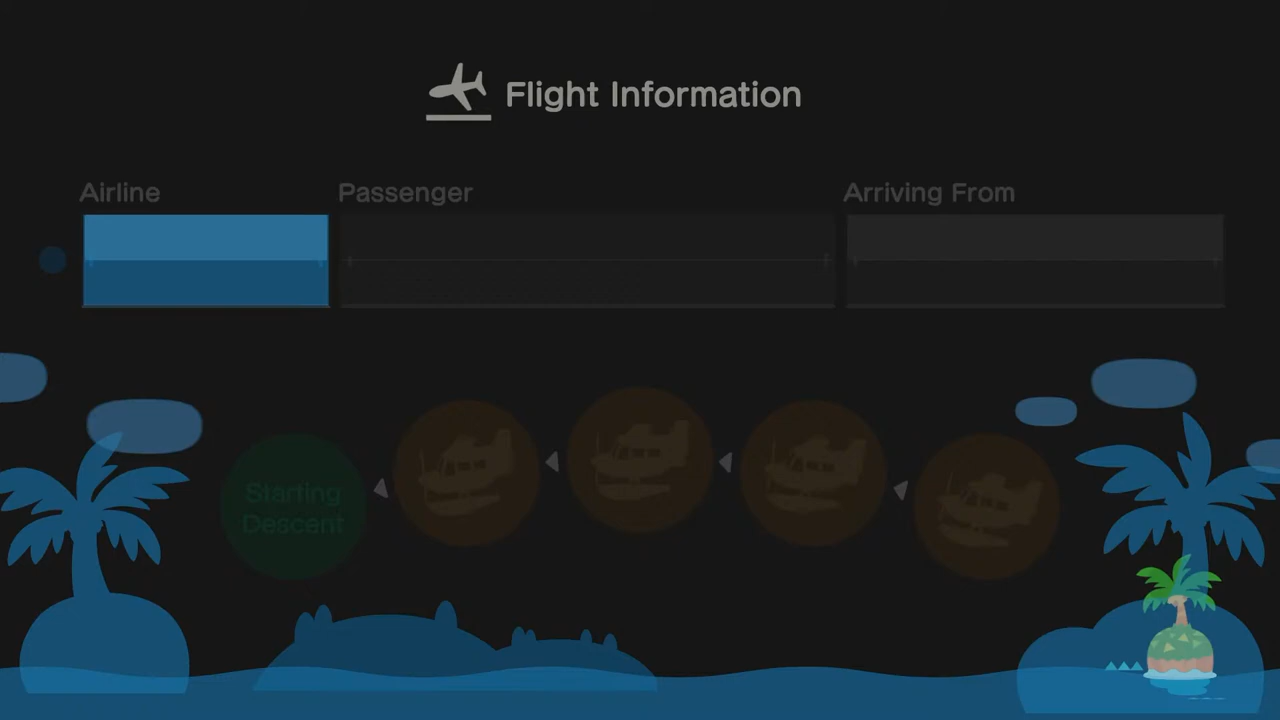 Flight Information
Airline
Passenger
Arriving From
Starting
Descent